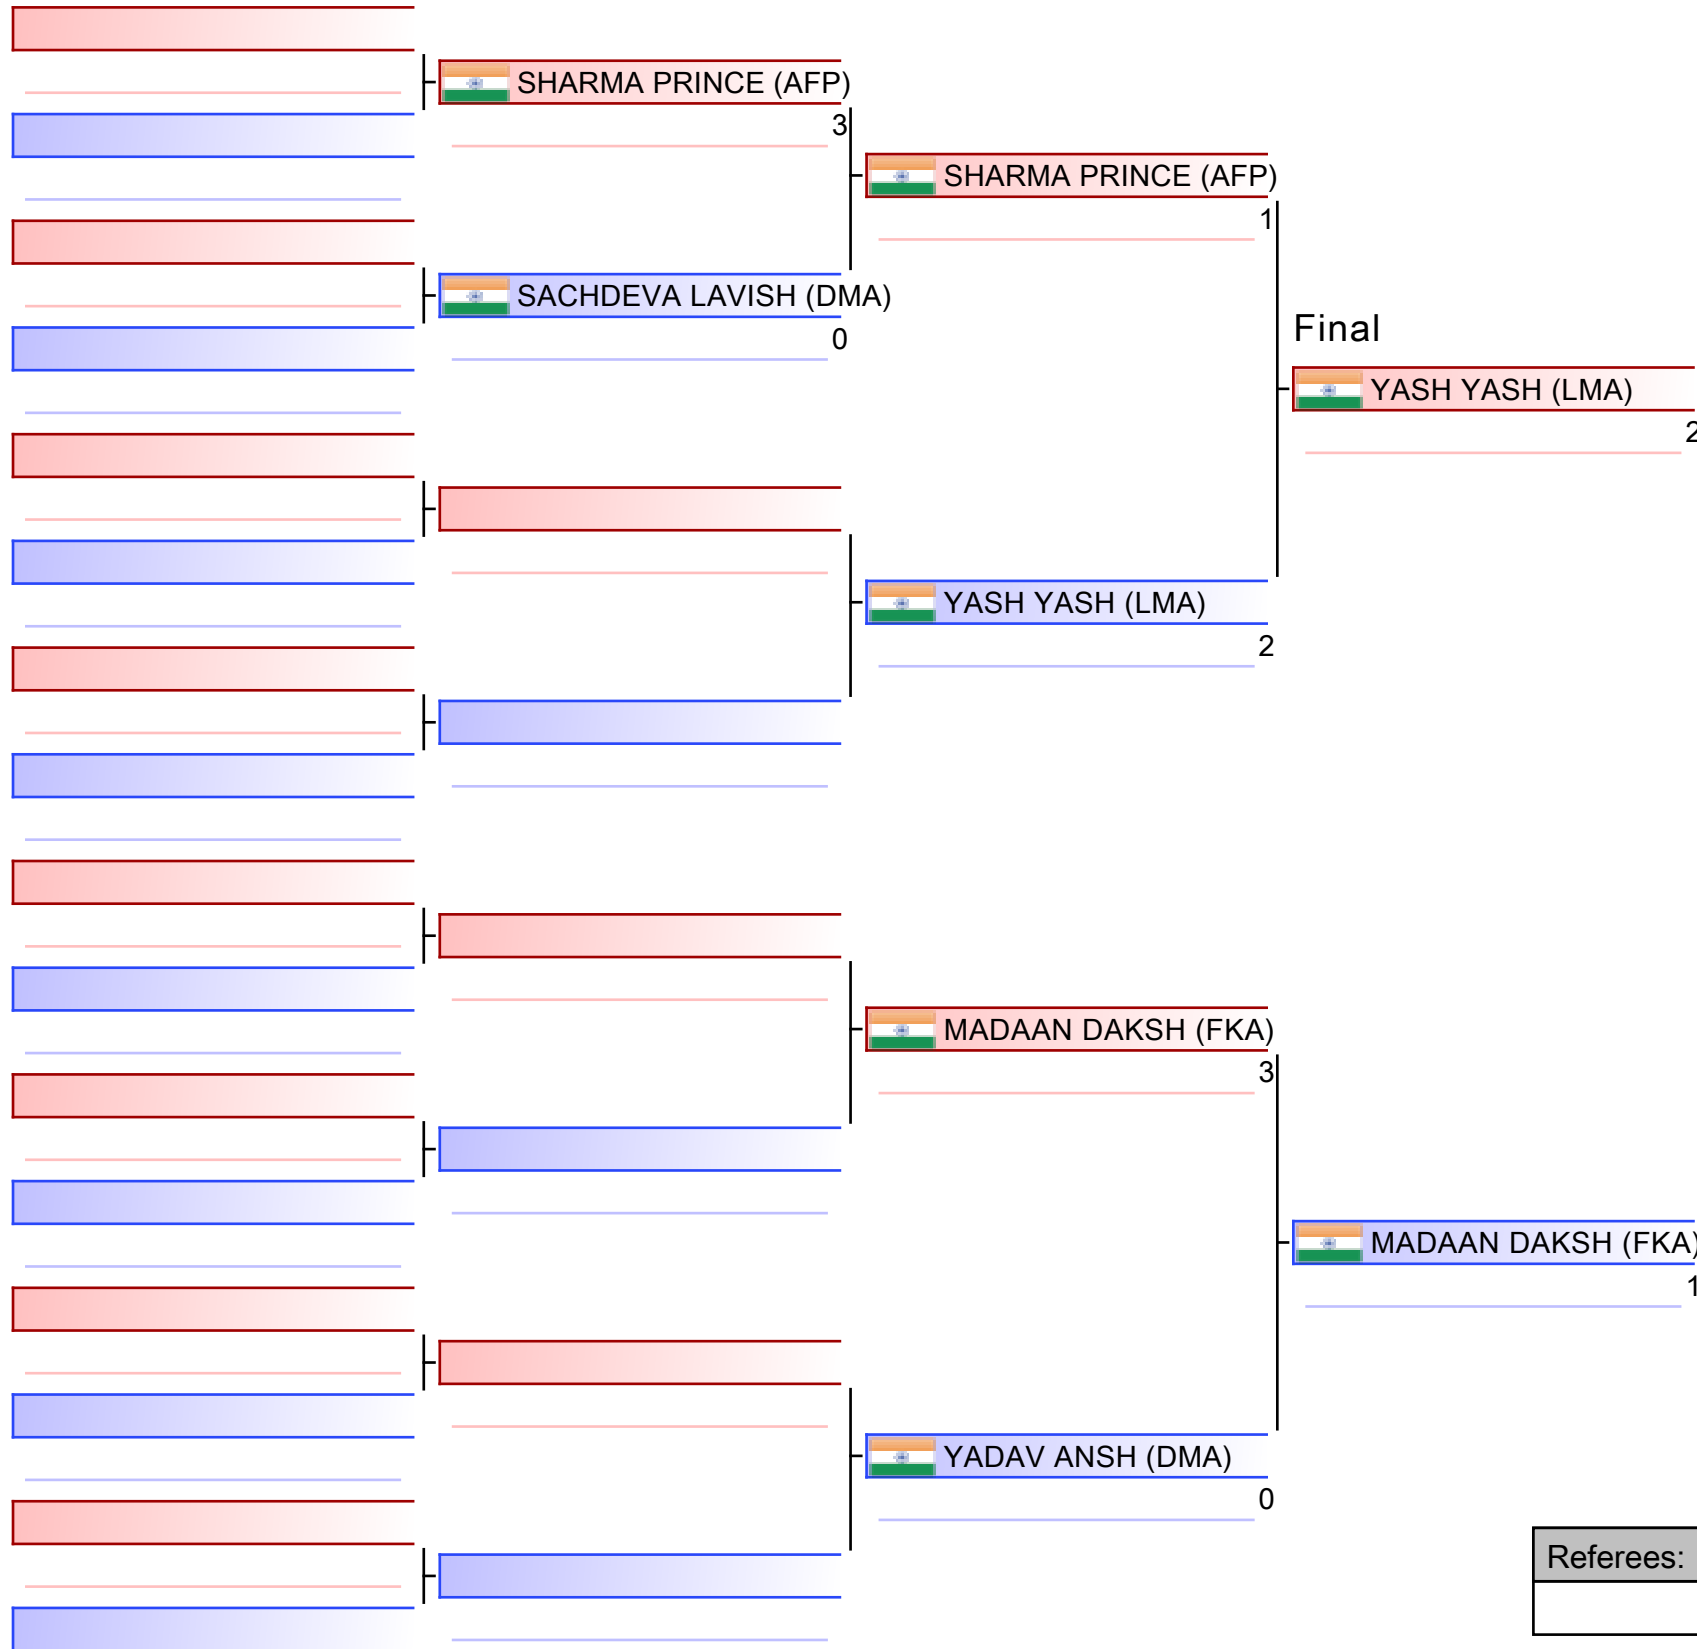 SHARMA PRINCE (AFP)
3
SHARMA PRINCE (AFP)
1
SACHDEVA LAVISH (DMA)
0
Final
YASH YASH (LMA)
2
YASH YASH (LMA)
2
MADAAN DAKSH (FKA)
3
MADAAN DAKSH (FKA)
1
YADAV ANSH (DMA)
0
Referees: